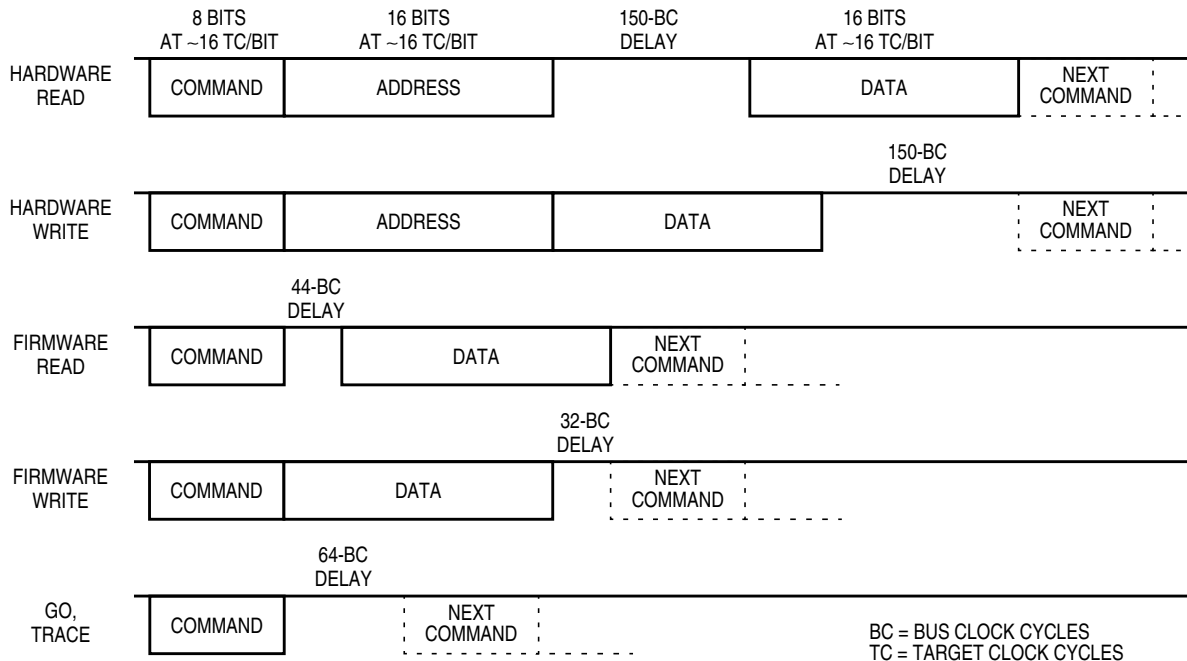 8 BITS
AT ~16 TC/BIT
16 BITS
AT ~16 TC/BIT
150-BC
DELAY
16 BITS
AT ~16 TC/BIT
HARDWARE
READ
COMMAND
ADDRESS
DATA
NEXT
COMMAND
150-BC
DELAY
HARDWARE
WRITE
COMMAND
ADDRESS
DATA
NEXT
COMMAND
44-BC
DELAY
FIRMWARE
READ
COMMAND
DATA
NEXT
COMMAND
32-BC
DELAY
FIRMWARE
WRITE
COMMAND
DATA
NEXT
COMMAND
64-BC
DELAY
GO,
TRACE
COMMAND
NEXT
COMMAND
BC = BUS CLOCK CYCLES
TC = TARGET CLOCK CYCLES